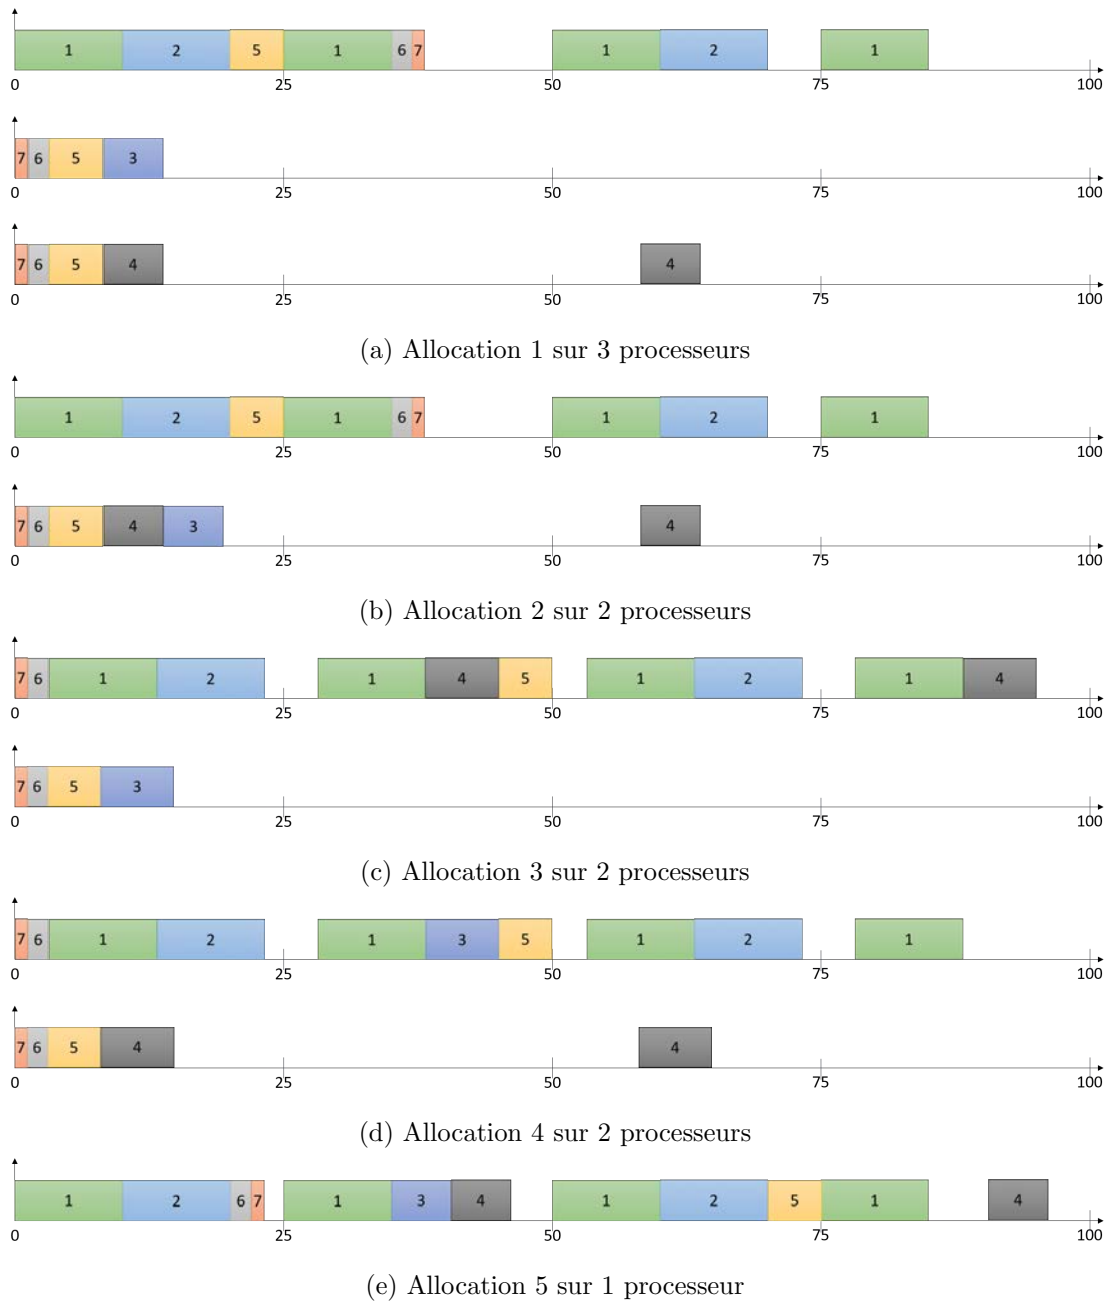 1 2 5 1 6 7 1 2 1
0 25 50 75 100
7 6 5 3
0 25 50 75 100
7 6 5 4 4
0 25 50 75 100
(a) Allocation 1 sur 3 processeurs
1 2 5 1 6 7 1 2 1
0 25 50 75 100
7 6 5 4 3 4
0 25 50 75 100
(b) Allocation 2 sur 2 processeurs
7 6 1 2 1 4 5 1 2 1 4
0 25 50 75 100
7 6 5 3
0 25 50 75 100
(c) Allocation 3 sur 2 processeurs
7 6 1 2 1 3 5 1 2 1
0 25 50 75 100
7 6 5 4 4
0 25 50 75 100
(d) Allocation 4 sur 2 processeurs
1 2 6 7 1 3 4 1 2 5 1 4
0 25 50 75 100
(e) Allocation 5 sur 1 processeur